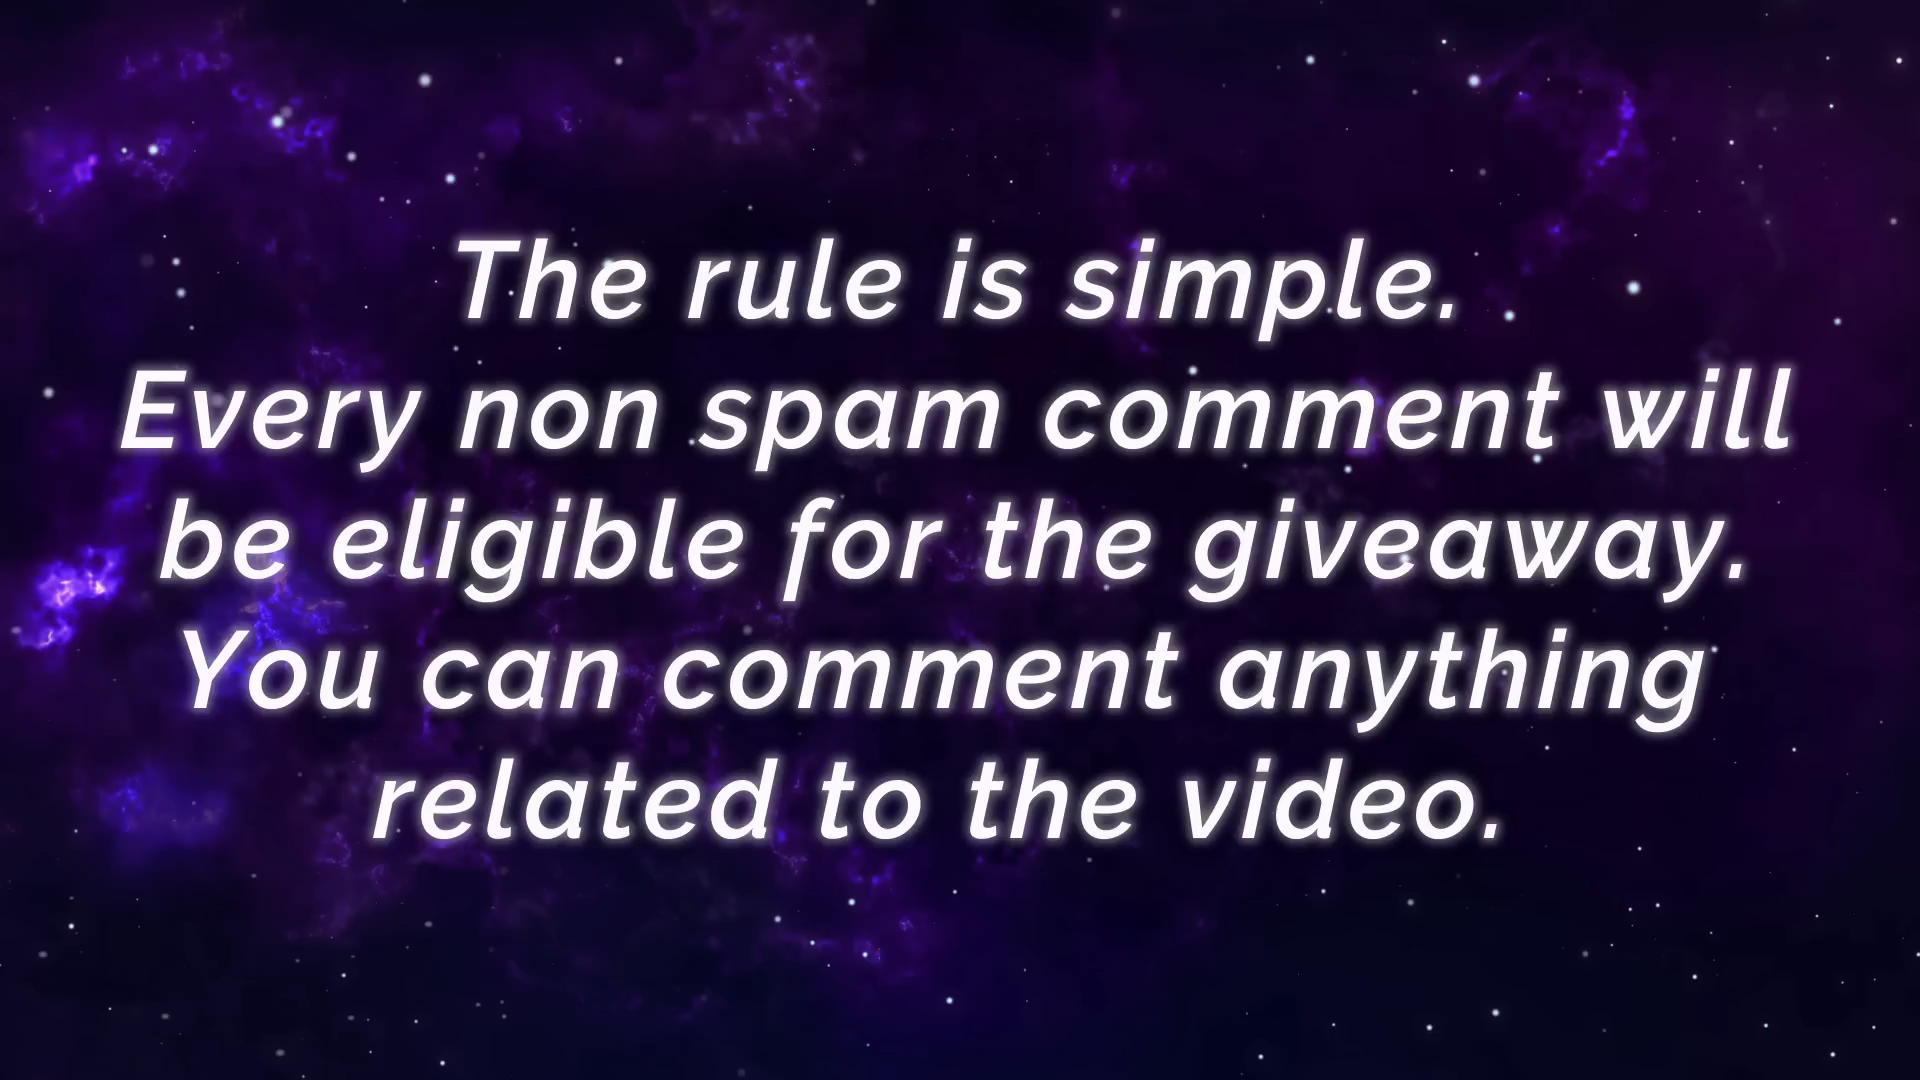 The rule is simple.
Every non spam comment will
be eligible for the giveaway.
You can comment anything
related to the video.